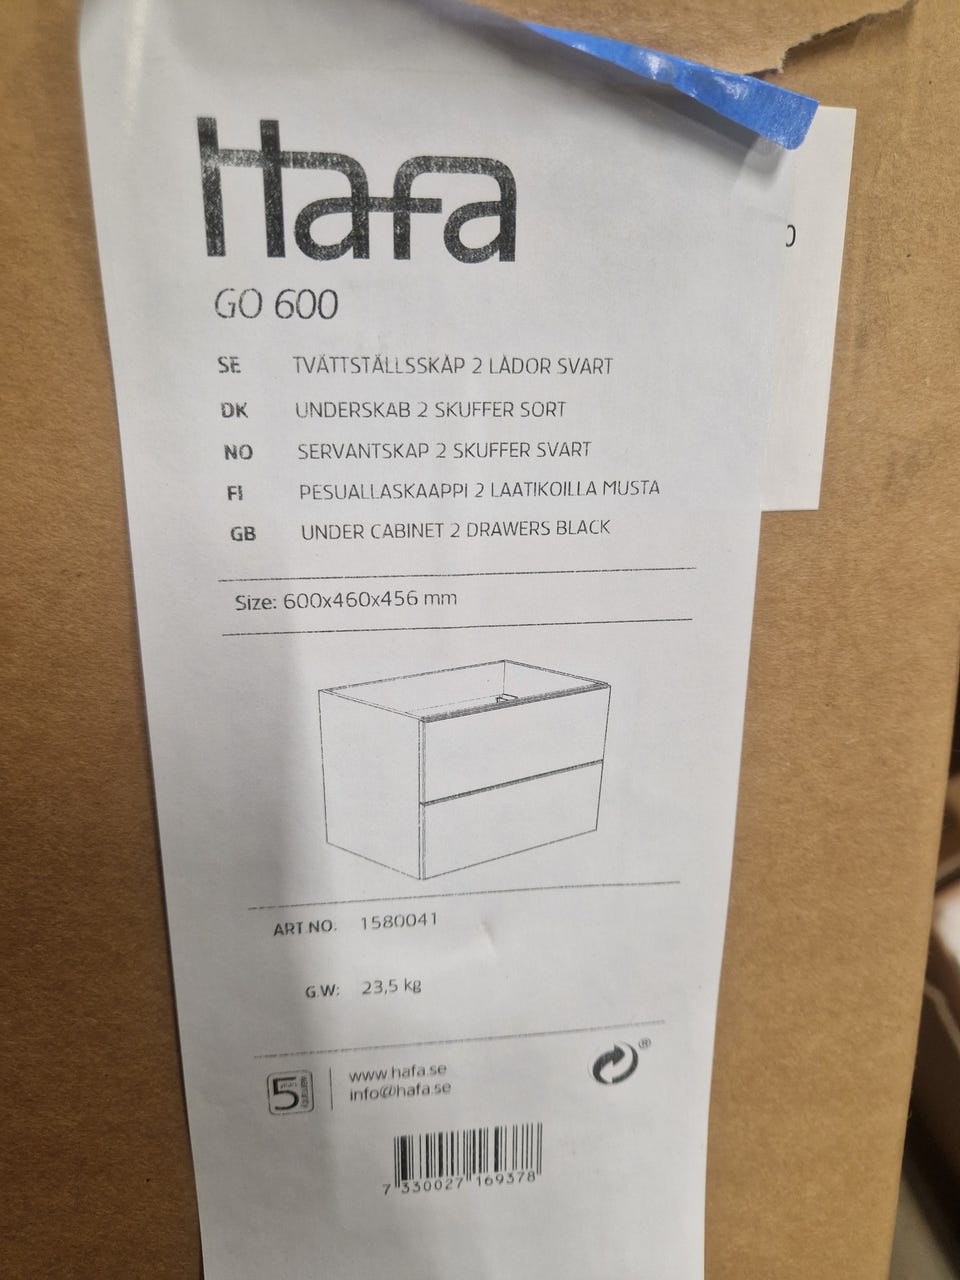 Hafa
GO 600
SE TVÄTTSTÄLLSSKÅP 2 LÅDOR SVART
DK UNDERSKAB 2 SKUFFER SORT
NO SERVANTSKAP 2 SKUFFER SVART
FI PESUALLASKAAPPI 2 LAATIKOILLA MUSTA
GB UNDER CABINET 2 DRAWERS BLACK
Size: 600x460x456 mm
ART.NO. 1580041
G.W: 23,5 kg
5
www.hafa.se
info@hafa.se
®
7 330027 169378